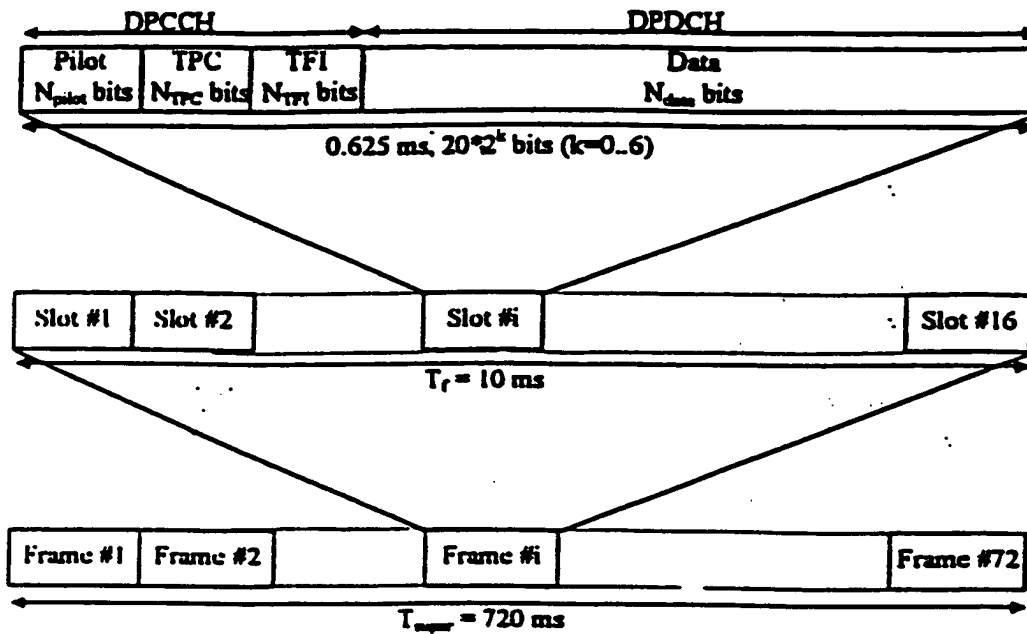 DPCCH DPDCH
Pilot TPC TFI Data
N_pilot bits N_TPC bits N_TFI bits N_data bits
0.625 ms, 20*2^k bits (k=0..6)
Slot #1 Slot #2 Slot #i Slot #16
T_f = 10 ms
Frame #1 Frame #2 Frame #i Frame #72
T_super = 720 ms